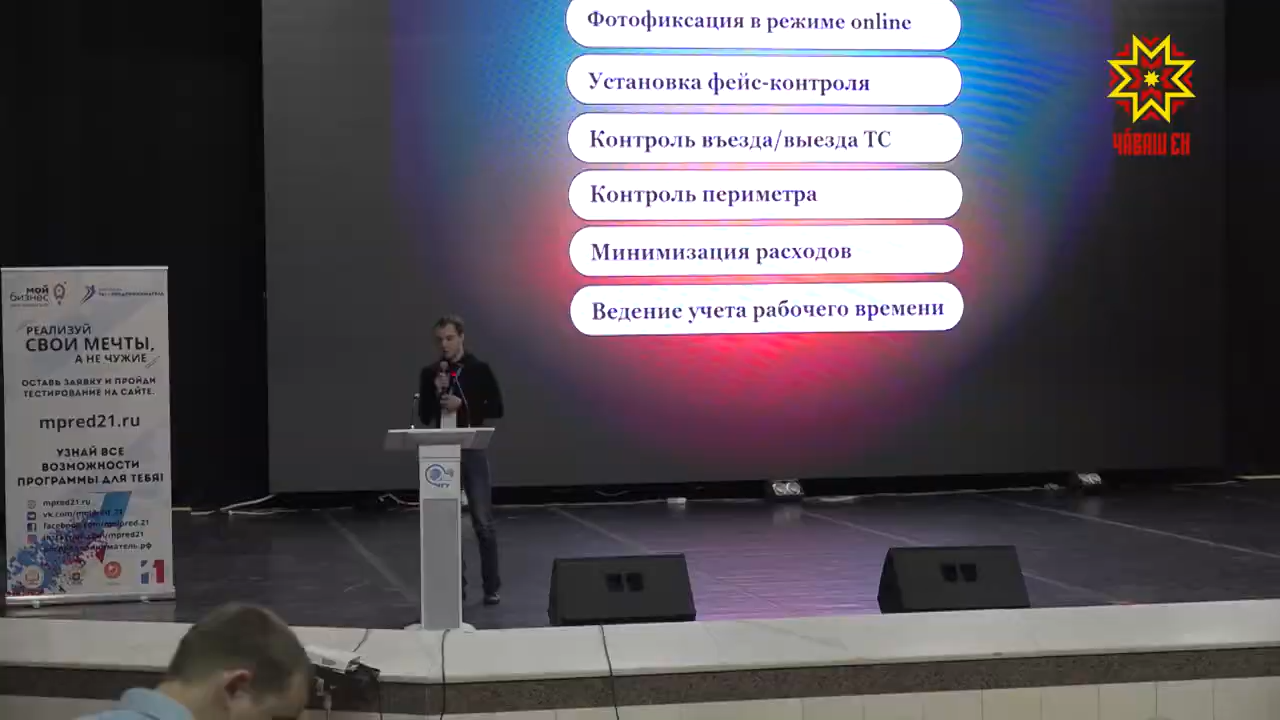 Фотофиксация в режиме online
Установка фейс-контроля
Контроль въезда/выезда ТС
Контроль периметра
Минимизация расходов
Ведение учета рабочего времени
ЧӐВАШ ЕН
МОЙ
бизнес
РЕАЛИЗУЙ
СВОИ МЕЧТЫ,
А НЕ ЧУЖИЕ
ОСТАВЬ ЗАЯВКУ И ПРОЙДИ
ТЕСТИРОВАНИЕ НА САЙТЕ.
mpred21.ru
УЗНАЙ ВСЕ
ВОЗМОЖНОСТИ
ПРОГРАММЫ ДЛЯ ТЕБЯ!
mpred21.ru